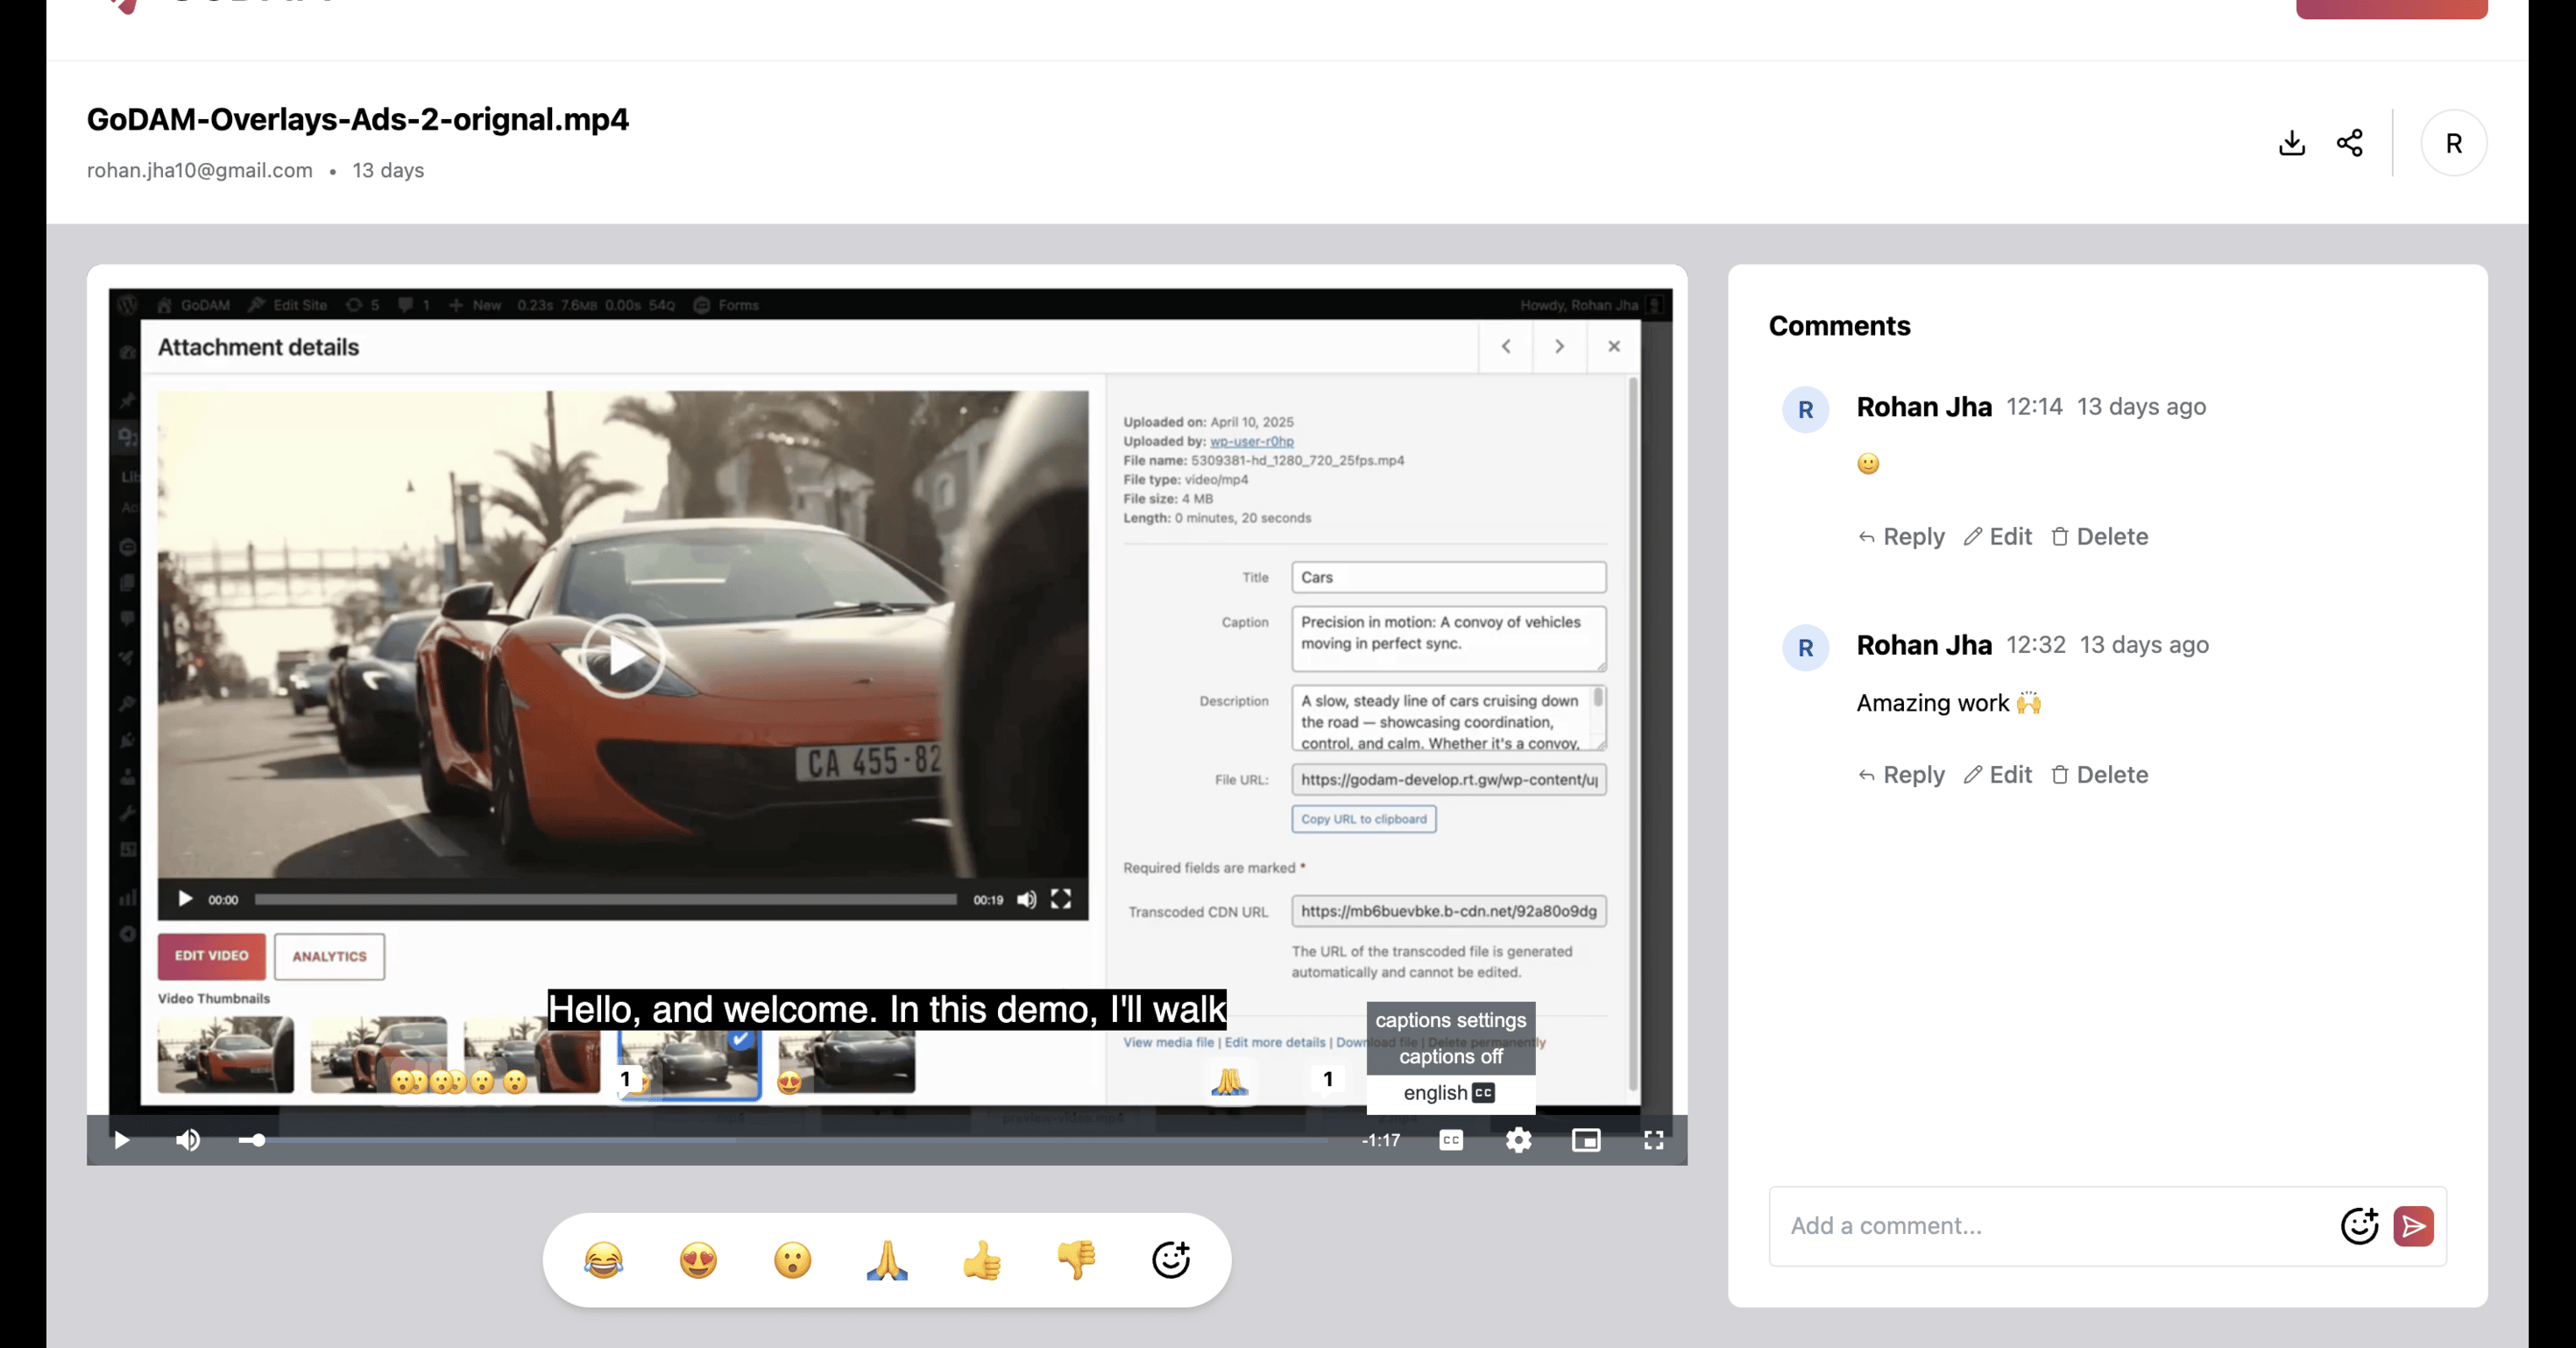 GoDAM-Overlays-Ads-2-orignal.mp4
rohan.jha10@gmail.com • 13 days
R
GoDAM Edit Site 5 1 New 0.23s 7.6MB 0.00s 54Q Forms Howdy, Rohan Jha
Attachment details
Uploaded on: April 10, 2025
Uploaded by: wp-user-r0hp
File name: 5309381-hd_1280_720_25fps.mp4
File type: video/mp4
File size: 4 MB
Length: 0 minutes, 20 seconds
Title Cars
Caption Precision in motion: A convoy of vehicles
moving in perfect sync.
Description A slow, steady line of cars cruising down
the road — showcasing coordination,
control, and calm. Whether it's a convoy,
File URL: https://godam-develop.rt.gw/wp-content/up
Copy URL to clipboard
Required fields are marked *
Transcoded CDN URL https://mb6buevbke.b-cdn.net/92a80o9dg
The URL of the transcoded file is generated
automatically and cannot be edited.
View media file | Edit more details | Download file | Delete permanently
CA 455-82
00:00 00:19
EDIT VIDEO ANALYTICS
Video Thumbnails
Hello, and welcome. In this demo, I'll walk
captions settings
captions off
english CC
1 1
preview-video.mp4
-1:17 CC
Comments
R Rohan Jha 12:14 13 days ago
🙂
Reply Edit Delete
R Rohan Jha 12:32 13 days ago
Amazing work 🙌
Reply Edit Delete
Add a comment...